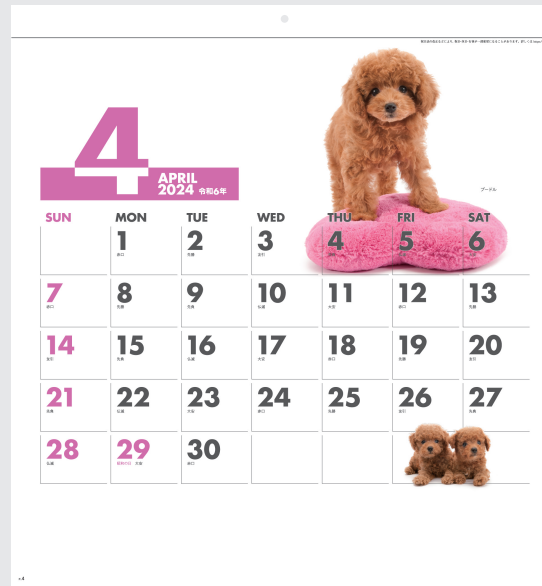 4
APRIL
2024 令和6年
プードル
SUN MON TUE WED THU FRI SAT
1 2 3 4 5 6
赤口 先勝 友引
7 8 9 10 11 12 13
赤口 先勝 先負 仏滅 大安 赤口 先勝
14 15 16 17 18 19 20
友引 先負 仏滅 大安 赤口 先勝 友引
21 22 23 24 25 26 27
先負 仏滅 大安 赤口 先勝 友引 先負
28 29 30
仏滅 昭和の日 大安 赤口